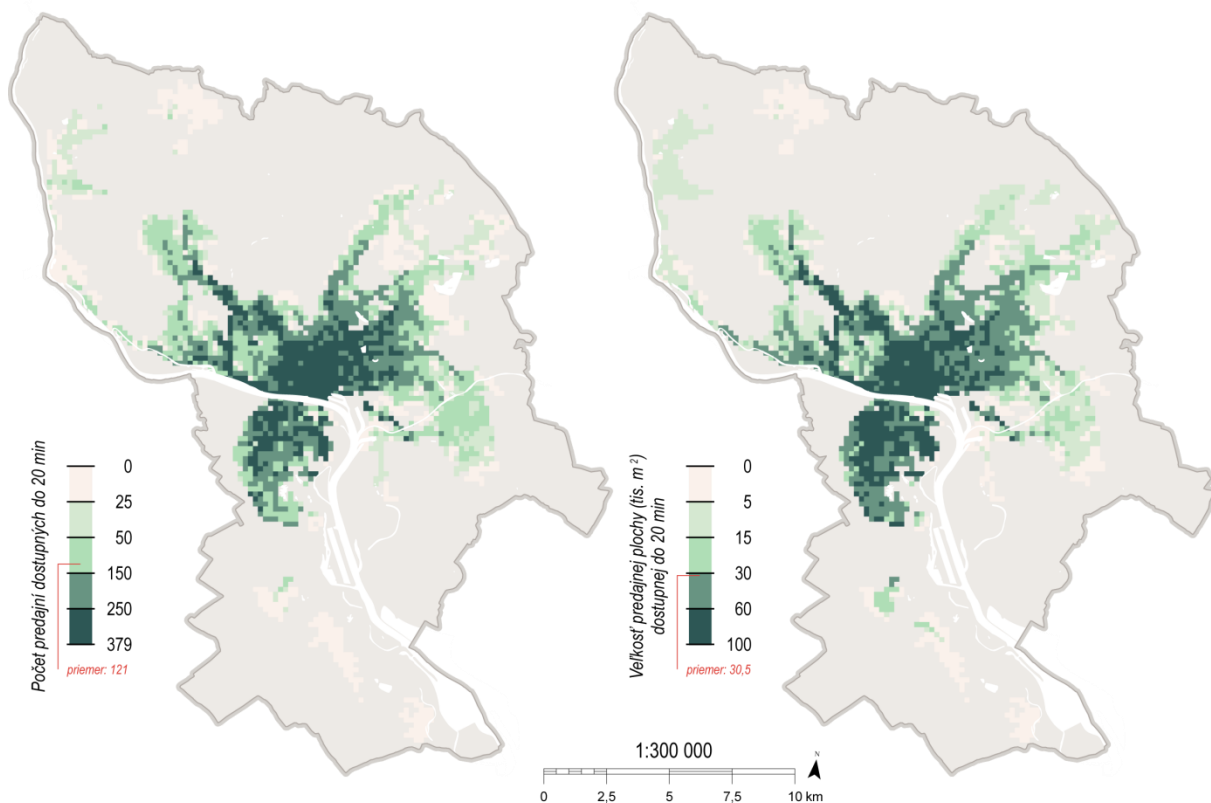 Počet predajní dostupných do 20 min
0
25
50
150
250
379
priemer: 121
Veľkosť predajnej plochy (tis. m²)
dostupnej do 20 min
0
5
15
30
60
100
priemer: 30,5
1:300 000
N
0 2,5 5 7,5 10 km